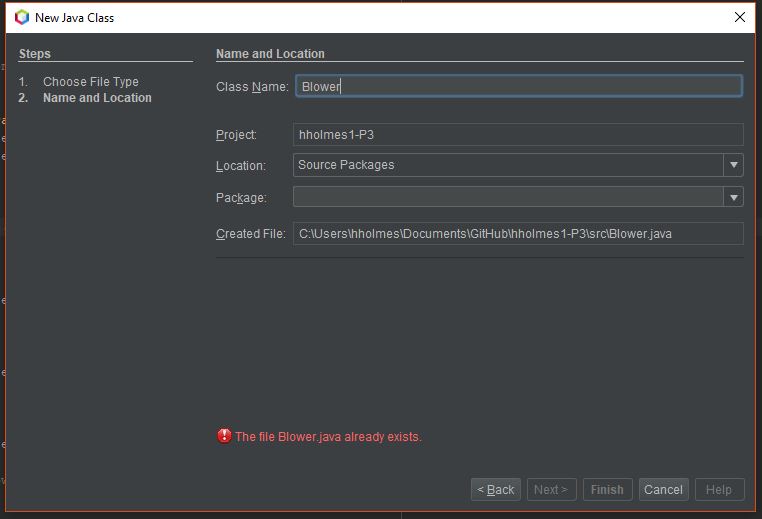 New Java Class
Steps
1. Choose File Type
2. Name and Location
Name and Location
Class Name: Blower
Project: hholmes1-P3
Location: Source Packages
Package:
Created File: C:\Users\hholmes\Documents\GitHub\hholmes1-P3\src\Blower.java
The file Blower.java already exists.
< Back Next > Finish Cancel Help